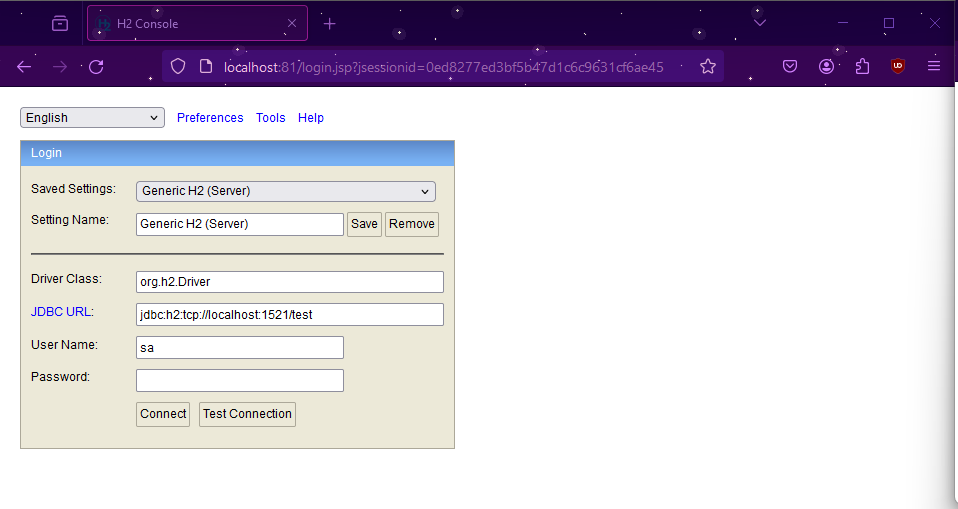 H2 Console
localhost:81/login.jsp?jsessionid=0ed8277ed3bf5b47d1c6c9631cf6ae45
English Preferences Tools Help
Login
Saved Settings: Generic H2 (Server)
Setting Name: Generic H2 (Server) Save Remove
Driver Class: org.h2.Driver
JDBC URL: jdbc:h2:tcp://localhost:1521/test
User Name: sa
Password:
Connect Test Connection